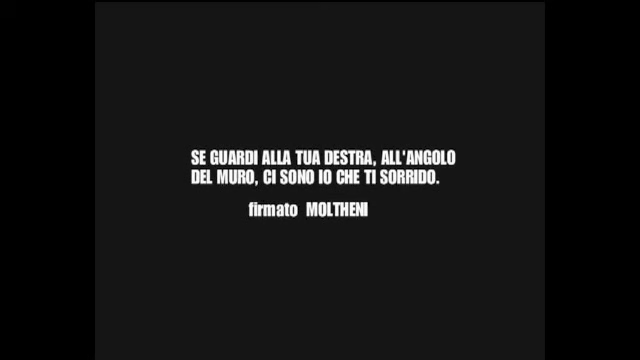 SE GUARDI ALLA TUA DESTRA, ALL'ANGOLO
DEL MURO, CI SONO IO CHE TI SORRIDO.
firmato MOLTHENI